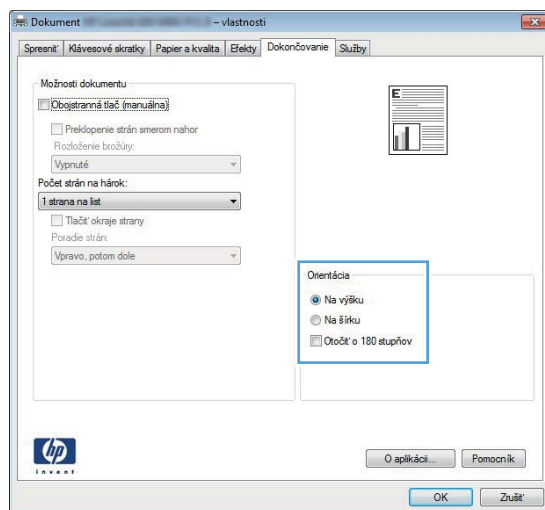 Dokument – vlastnosti
Spresniť Klávesové skratky Papier a kvalita Efekty Dokončovanie Služby
Možnosti dokumentu
Obojstranná tlač (manuálna)
Preklopenie strán smerom nahor
Rozloženie brožúry:
Vypnuté
Počet strán na hárok:
1 strana na list
Tlačiť okraje strany
Poradie strán:
Vpravo, potom dole
E
Orientácia
Na výšku
Na šírku
Otočiť o 180 stupňov
hp
invent
O aplikácii... Pomocník
OK Zrušiť